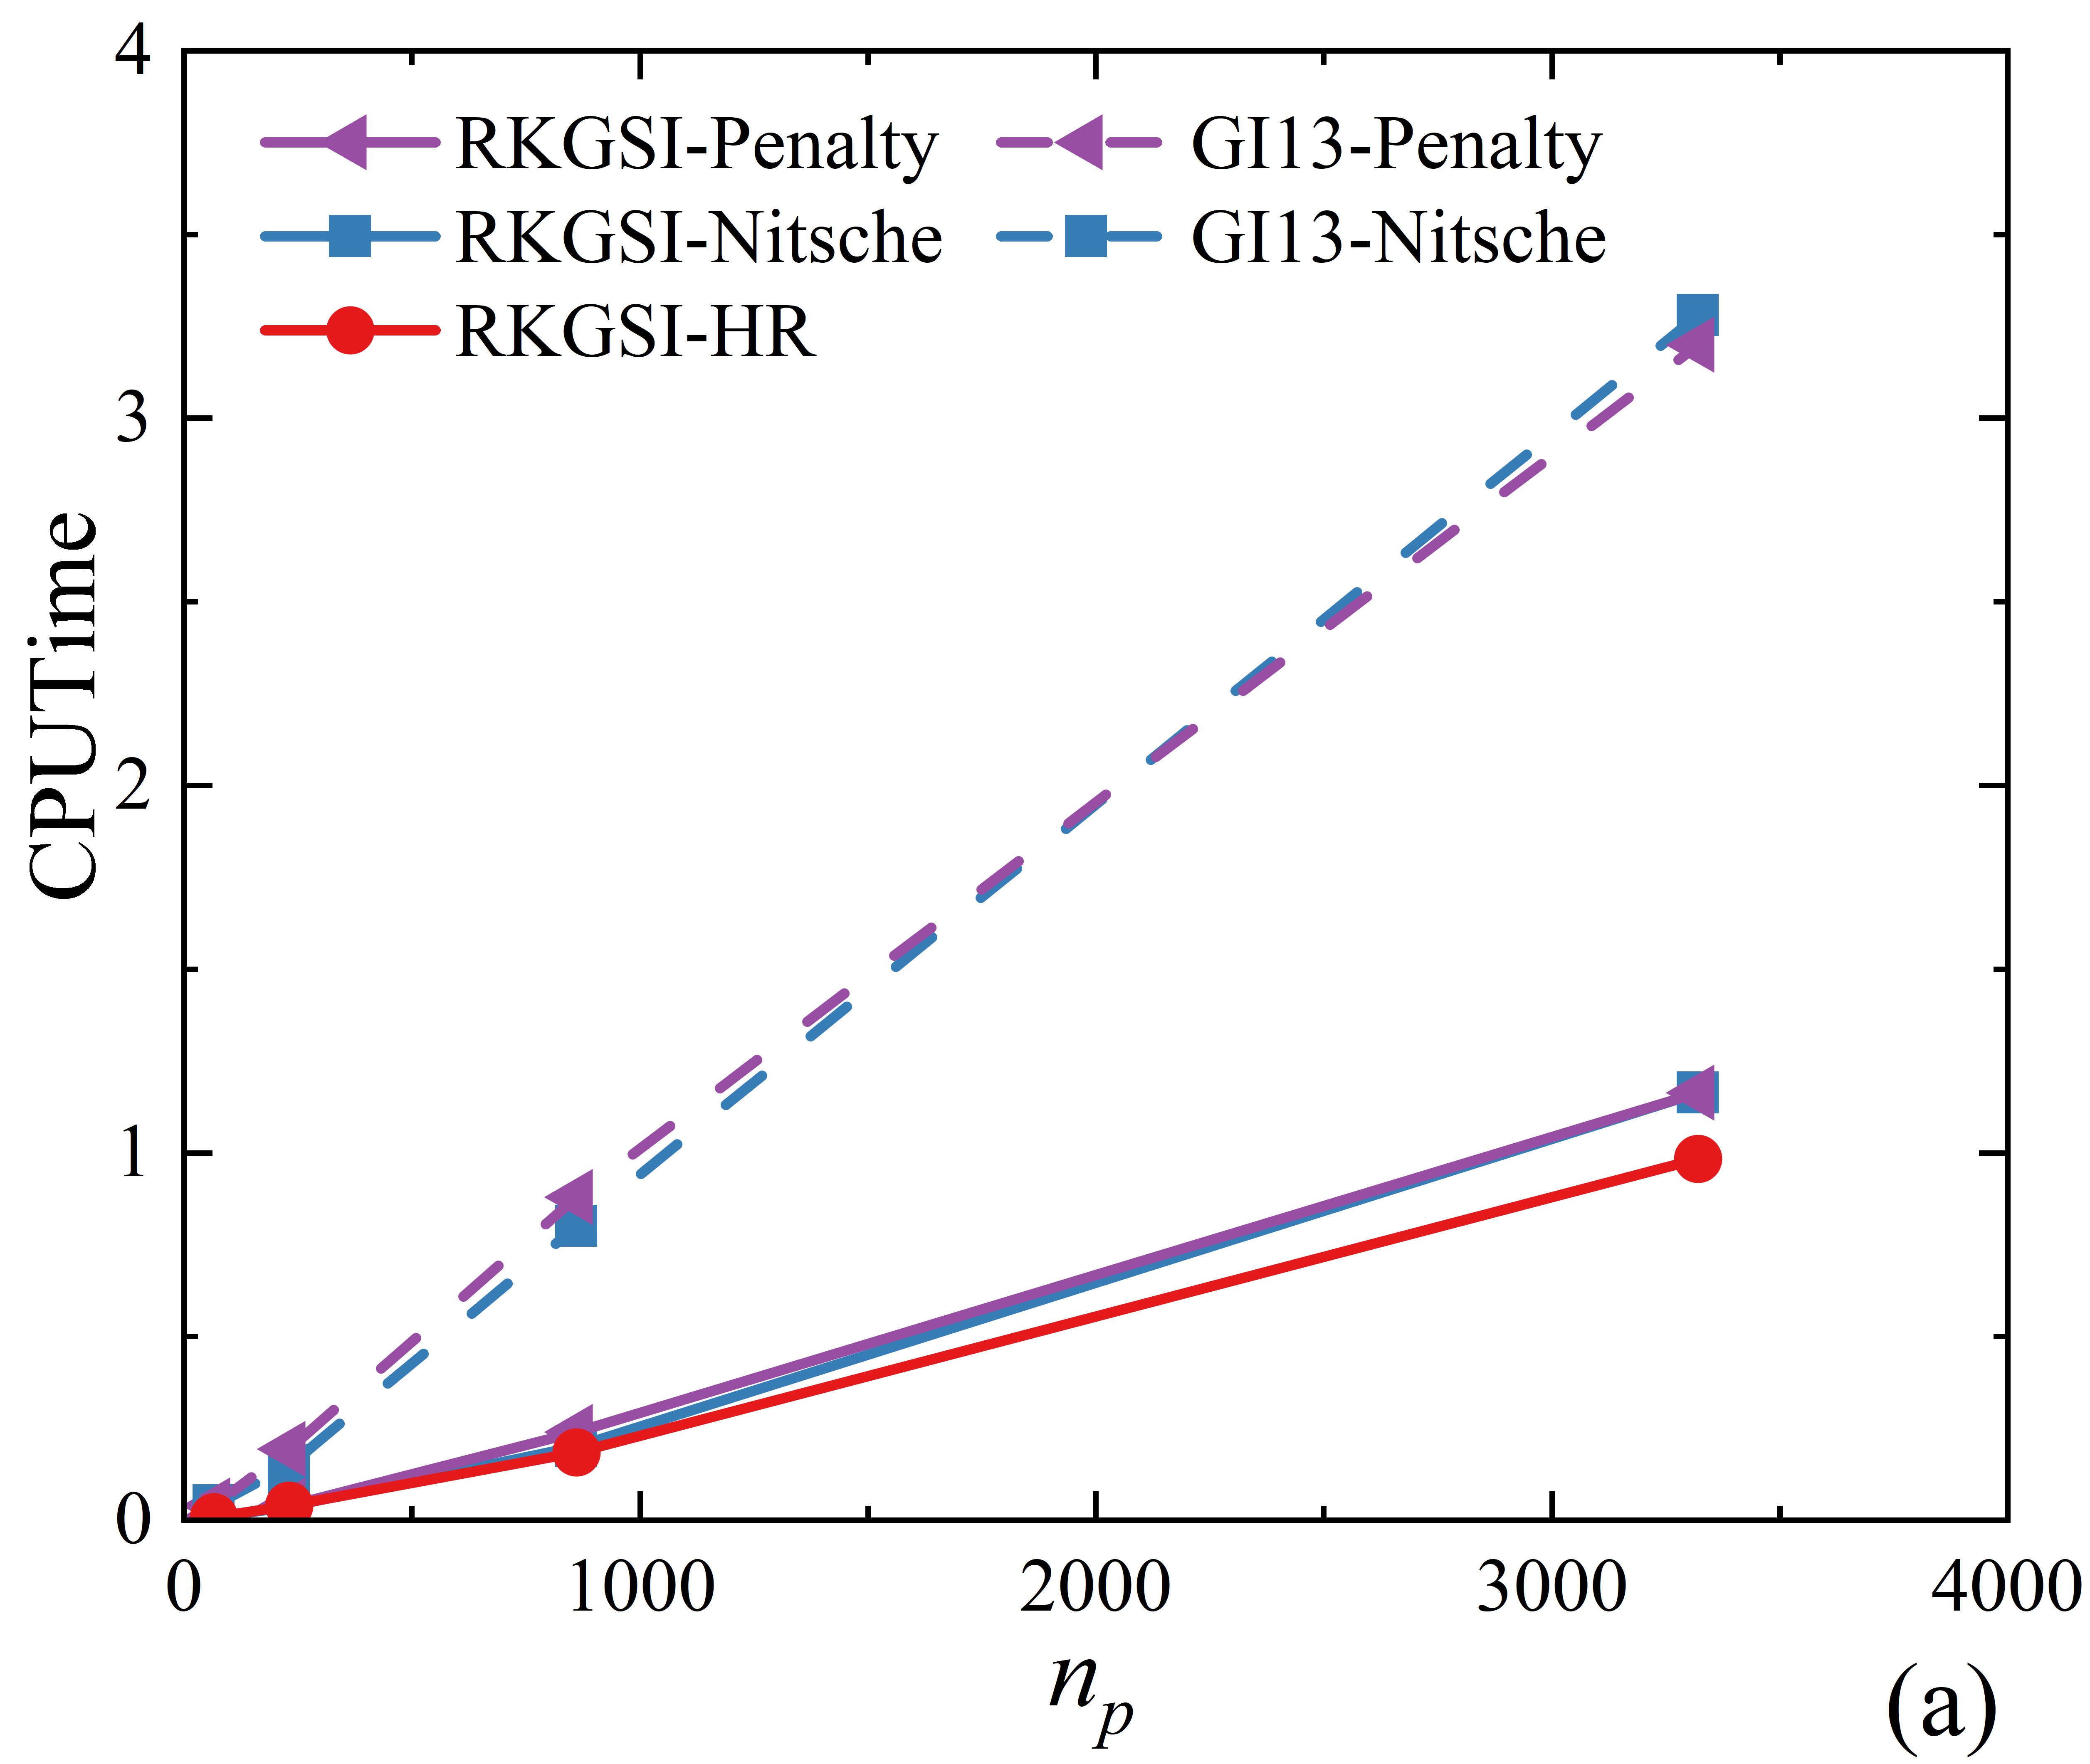 4
3
2
1
0
CPUTime
RKGSI-Penalty
GI13-Penalty
RKGSI-Nitsche
GI13-Nitsche
RKGSI-HR
0 1000 2000 3000 4000
n_p
(a)